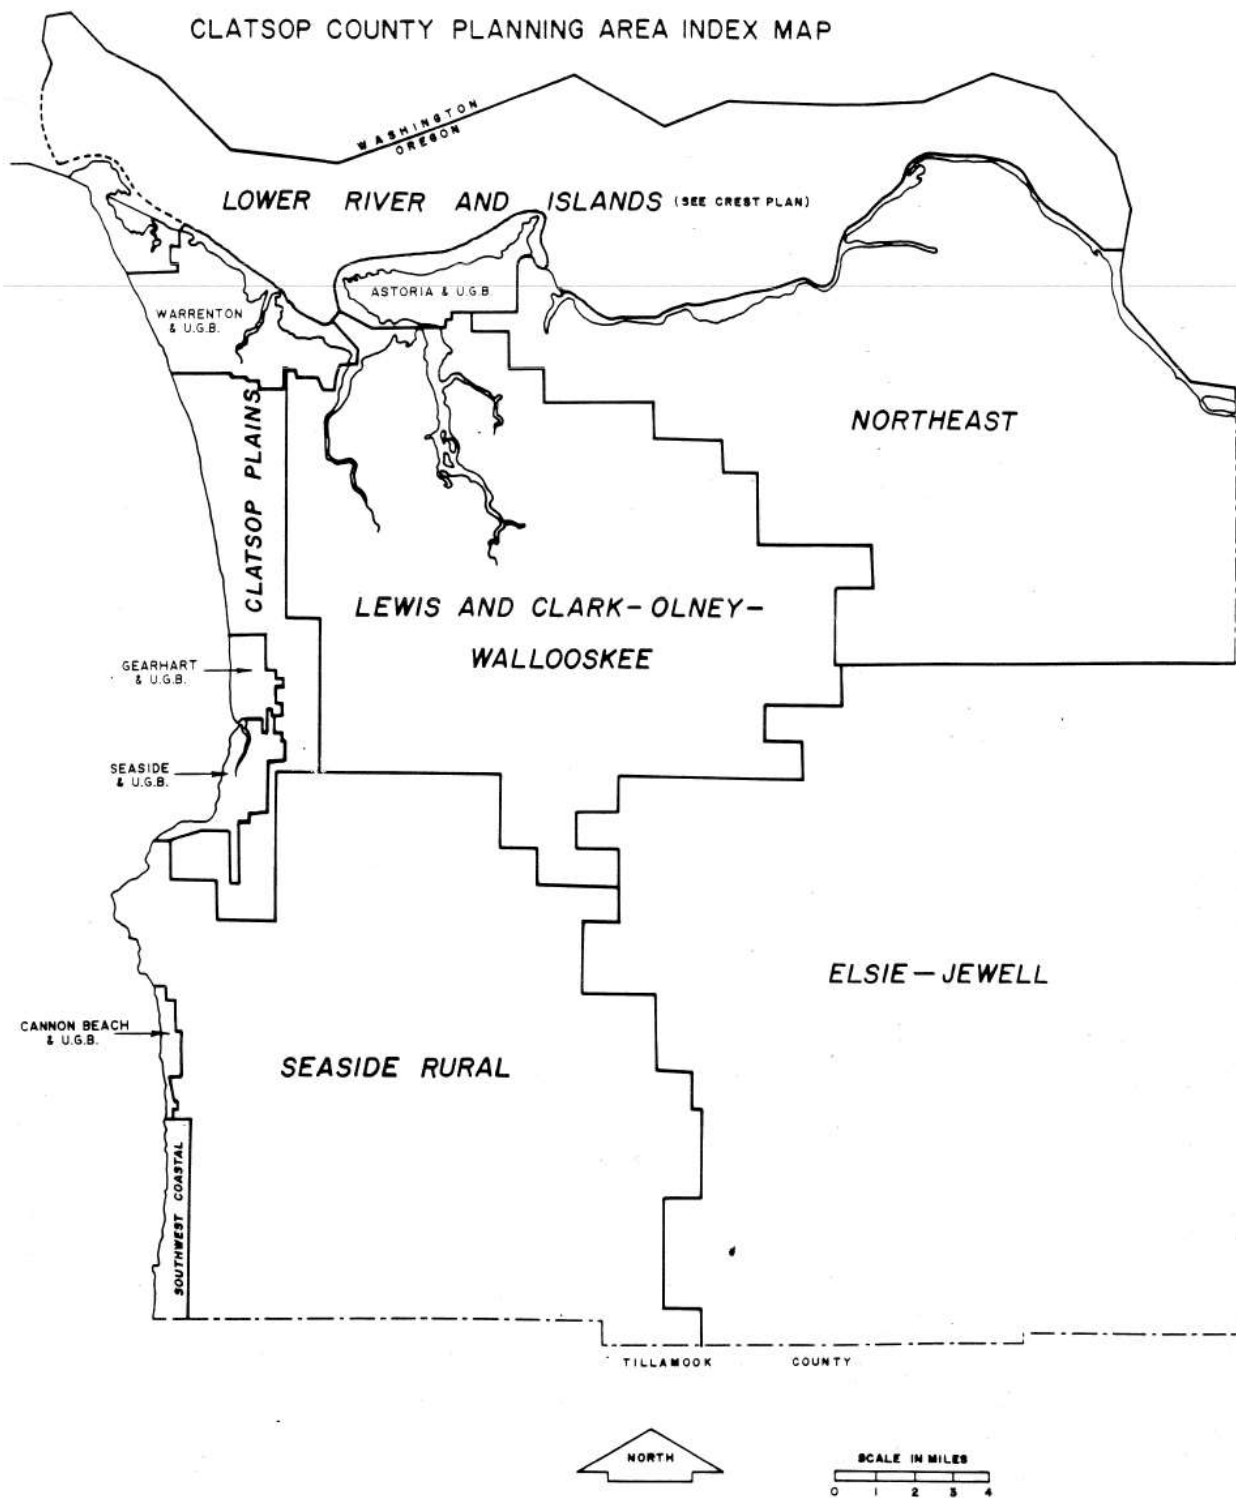 CLATSOP COUNTY PLANNING AREA INDEX MAP
WASHINGTON
OREGON
LOWER RIVER AND ISLANDS (SEE CREST PLAN)
ASTORIA & U.G.B.
WARRENTON
& U.G.B.
CLATSOP PLAINS
NORTHEAST
LEWIS AND CLARK-OLNEY-
WALLOOSKEE
GEARHART
& U.G.B.
SEASIDE
& U.G.B.
ELSIE-JEWELL
CANNON BEACH
& U.G.B.
SEASIDE RURAL
SOUTHWEST COASTAL
TILLAMOOK COUNTY
NORTH
SCALE IN MILES
0 1 2 3 4